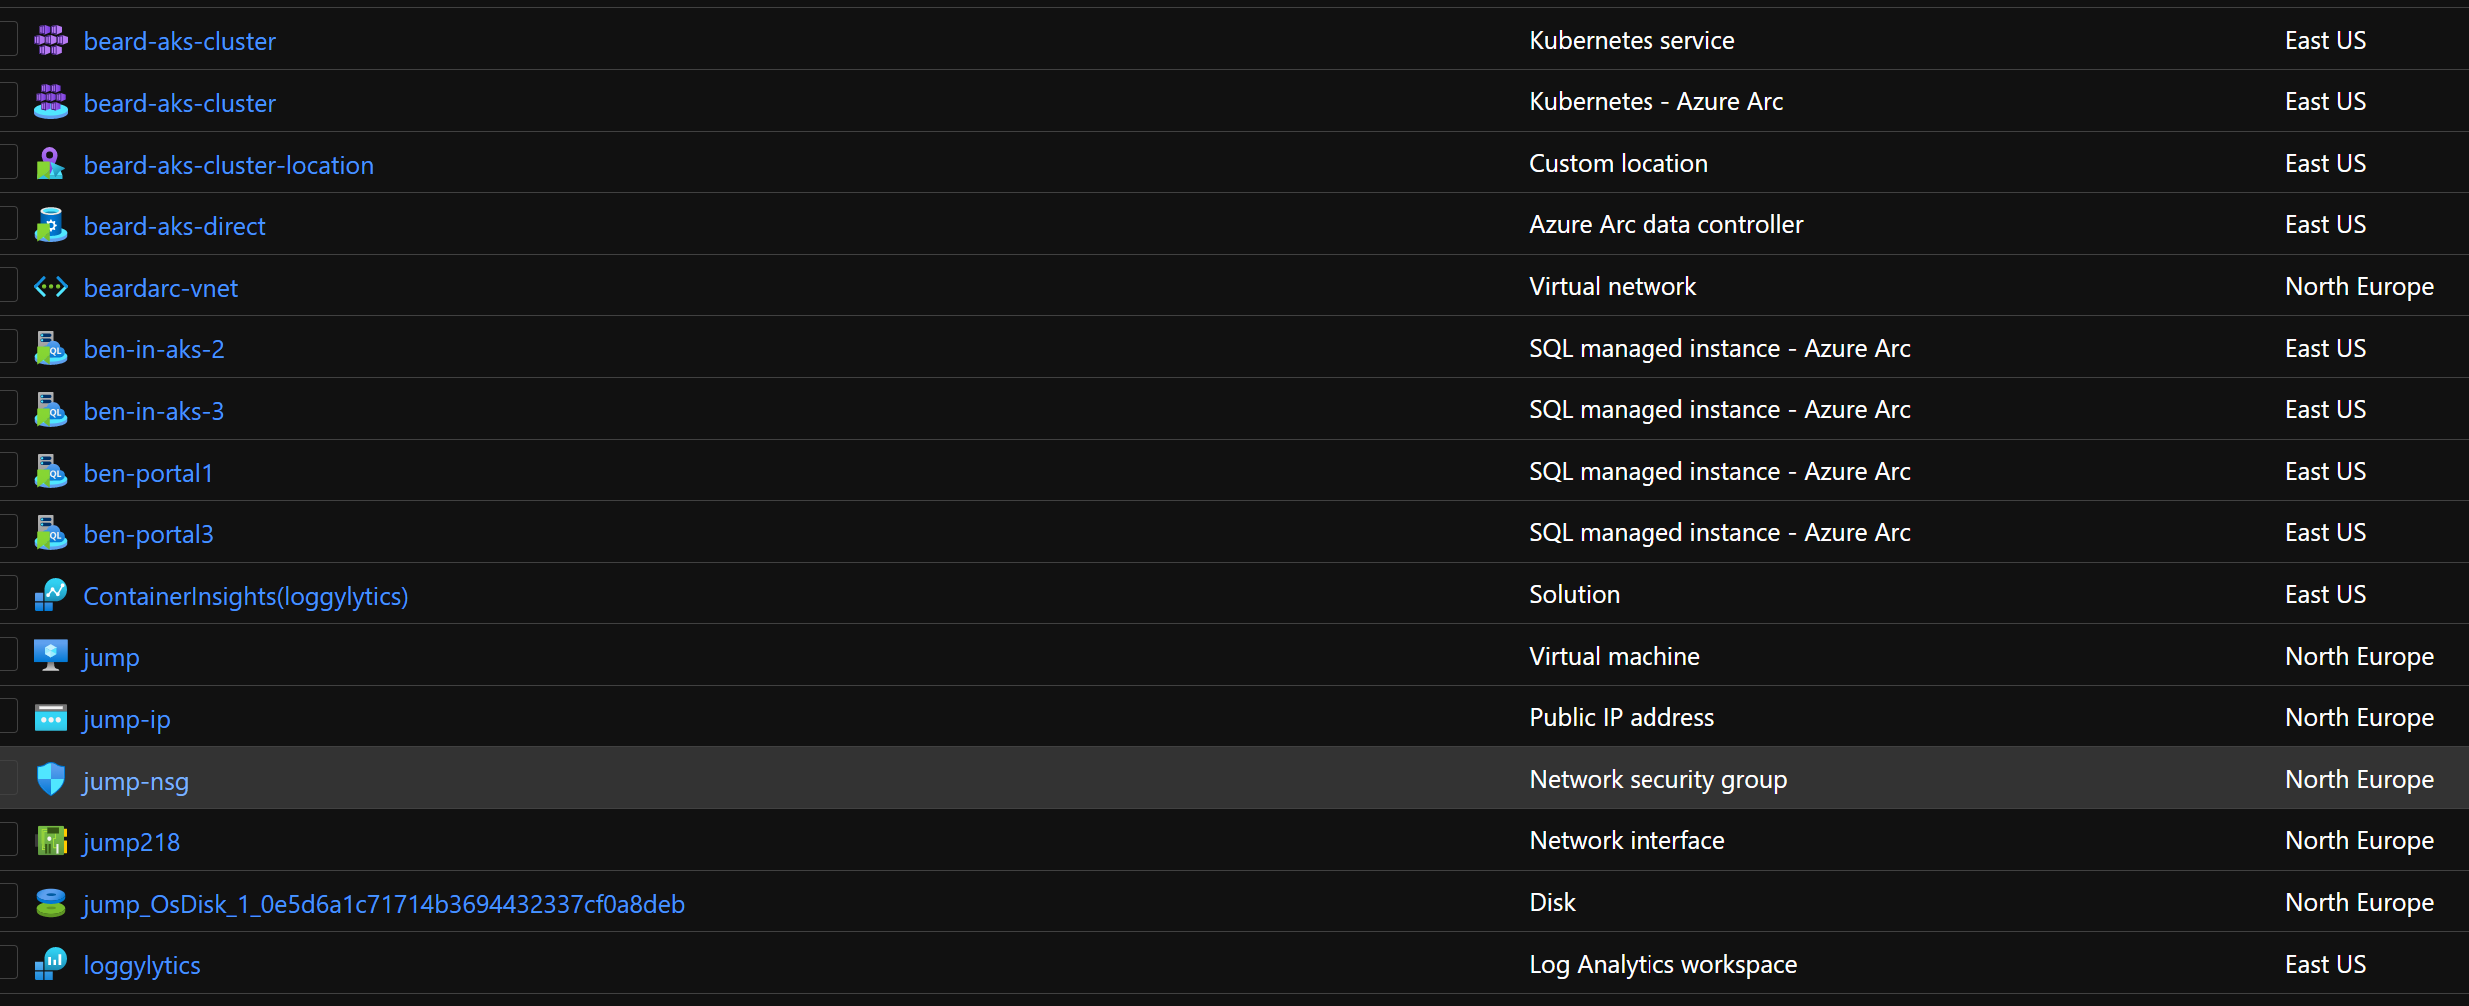 beard-aks-cluster Kubernetes service East US
beard-aks-cluster Kubernetes - Azure Arc East US
beard-aks-cluster-location Custom location East US
beard-aks-direct Azure Arc data controller East US
beardarc-vnet Virtual network North Europe
ben-in-aks-2 SQL managed instance - Azure Arc East US
ben-in-aks-3 SQL managed instance - Azure Arc East US
ben-portal1 SQL managed instance - Azure Arc East US
ben-portal3 SQL managed instance - Azure Arc East US
ContainerInsights(loggylytics) Solution East US
jump Virtual machine North Europe
jump-ip Public IP address North Europe
jump-nsg Network security group North Europe
jump218 Network interface North Europe
jump_OsDisk_1_0e5d6a1c71714b3694432337cf0a8deb Disk North Europe
loggylytics Log Analytics workspace East US